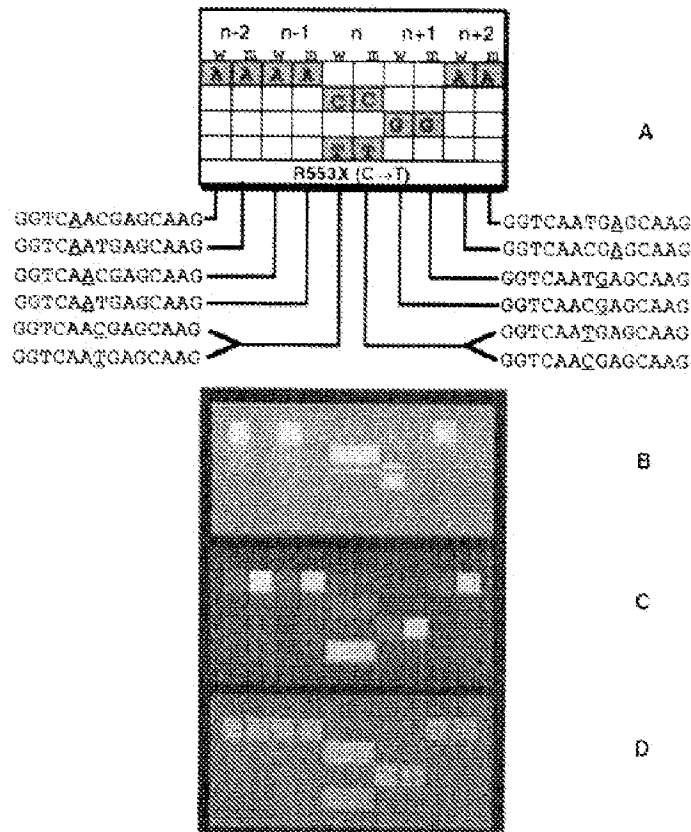 n-2 n-1 n n+1 n+2
w m w m w m w m w m
A A A A A A
C C
G G
T T
R553X (C→T)
A
GGTCAACGAGCAAG
GGTCAATGAGCAAG
GGTCAACGAGCAAG
GGTCAATGAGCAAG
GGTCAACGAGCAAG
GGTCAATGAGCAAG
GGTCAATGAGCAAG
GGTCAACGAGCAAG
GGTCAATGAGCAAG
GGTCAACGAGCAAG
GGTCAATGAGCAAG
GGTCAACGAGCAAG
B
C
D